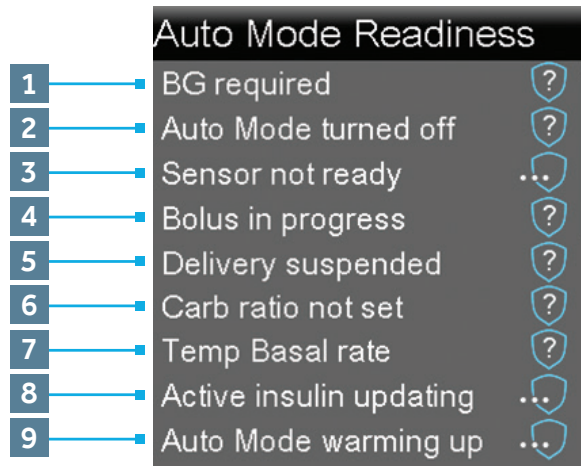 Auto Mode Readiness
1 BG required ?
2 Auto Mode turned off ?
3 Sensor not ready ...
4 Bolus in progress ?
5 Delivery suspended ?
6 Carb ratio not set ?
7 Temp Basal rate ?
8 Active insulin updating ...
9 Auto Mode warming up ...